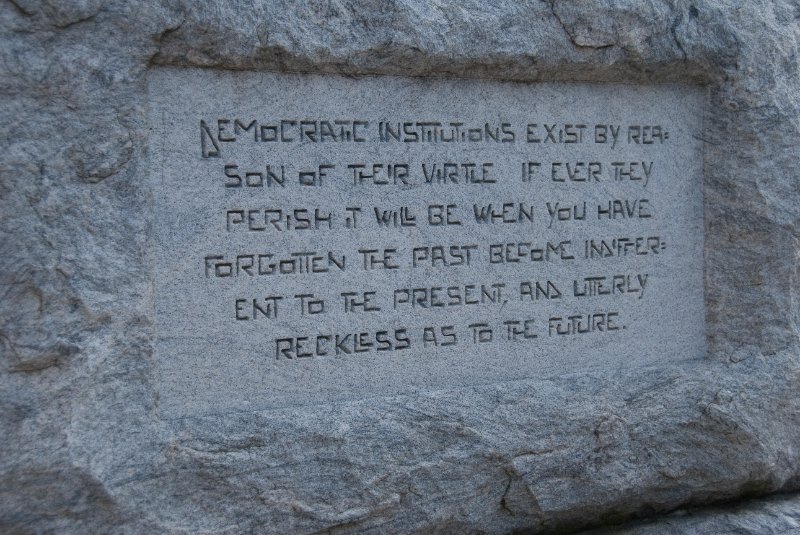 DEMOCRATIC INSTITUTIONS EXIST BY REA=
SON OF THEIR VIRTUE IF EVER THEY
PERISH IT WILL BE WHEN YOU HAVE
FORGOTTEN THE PAST BECOME INDIFFER=
ENT TO THE PRESENT, AND UTTERLY
RECKLESS AS TO THE FUTURE.